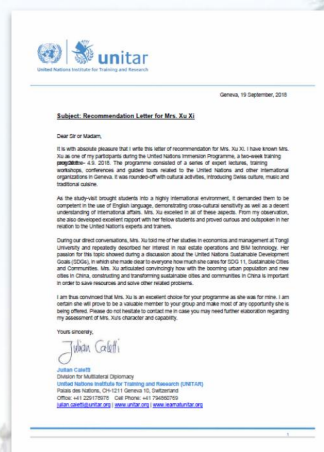 unitar
United Nations Institute for Training and Research
Geneva, 19 September, 2018
Subject: Recommendation Letter for Mrs. Xu Xi
Dear Sir or Madam,
It is with absolute pleasure that I write this letter of recommendation for Mrs. Xu Xi. I have known Mrs.
Xu as one of my participants during the United Nations Immersion Programme, a two-week training
4.9. 2018. The programme consisted of a series of expert lectures, training
workshops, conferences and guided tours related to the United Nations and other international
organizations in Geneva. It was rounded-off with cultural activities, introducing Swiss culture, music and
traditional cuisine.
As the study-visit brought students into a highly international environment, it demanded them to be
competent in the use of English language, demonstrating cross-cultural sensitivity as well as a decent
understanding of international affairs. Mrs. Xu excelled in all of these aspects. From my observation,
she also developed excellent rapport with her fellow students and proved curious and outspoken in her
relation to the United Nation's experts and trainers.
During our direct conversations, Mrs. Xu told me of her studies in economics and management at Tongji
University and repeatedly described her interest in real estate operations and BIM technology. Her
passion for this topic showed during a discussion about the United Nations Sustainable Development
Goals (SDGs), in which she made clear to everyone how much she cares for SDG 11, Sustainable Cities
and Communities. Mrs. Xu articulated convincingly how with the booming urban population and new
cities in China, constructing and transforming sustainable cities and communities in China is important
in order to save resources and solve other related problems.
I am thus convinced that Mrs. Xu is an excellent choice for your programme as she was for mine. I am
certain she will prove to be a valuable member to your group and make most of any opportunity she is
being offered. Please do not hesitate to contact me in case you may need further elaboration regarding
my assessment of Mrs. Xu's character and capability.
Yours sincerely,
Julian Caletti
Julian Caletti
Division for Multilateral Diplomacy
United Nations Institute for Training and Research (UNITAR)
Palais des Nations, CH-1211 Geneva 10, Switzerland
Office: +41 229178978 Cell Phone: +41 794860769
julian.caletti@unitar.org | www.unitar.org | www.learnatunitar.org